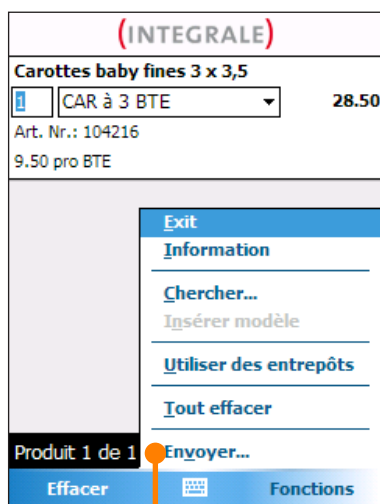 (INTEGRALE)
Carottes baby fines 3 x 3,5
1 CAR à 3 BTE 28.50
Art. Nr.: 104216
9.50 pro BTE
Exit
Information
Chercher...
Insérer modèle
Utiliser des entrepôts
Tout effacer
Produit 1 de 1 Envoyer...
Effacer Fonctions